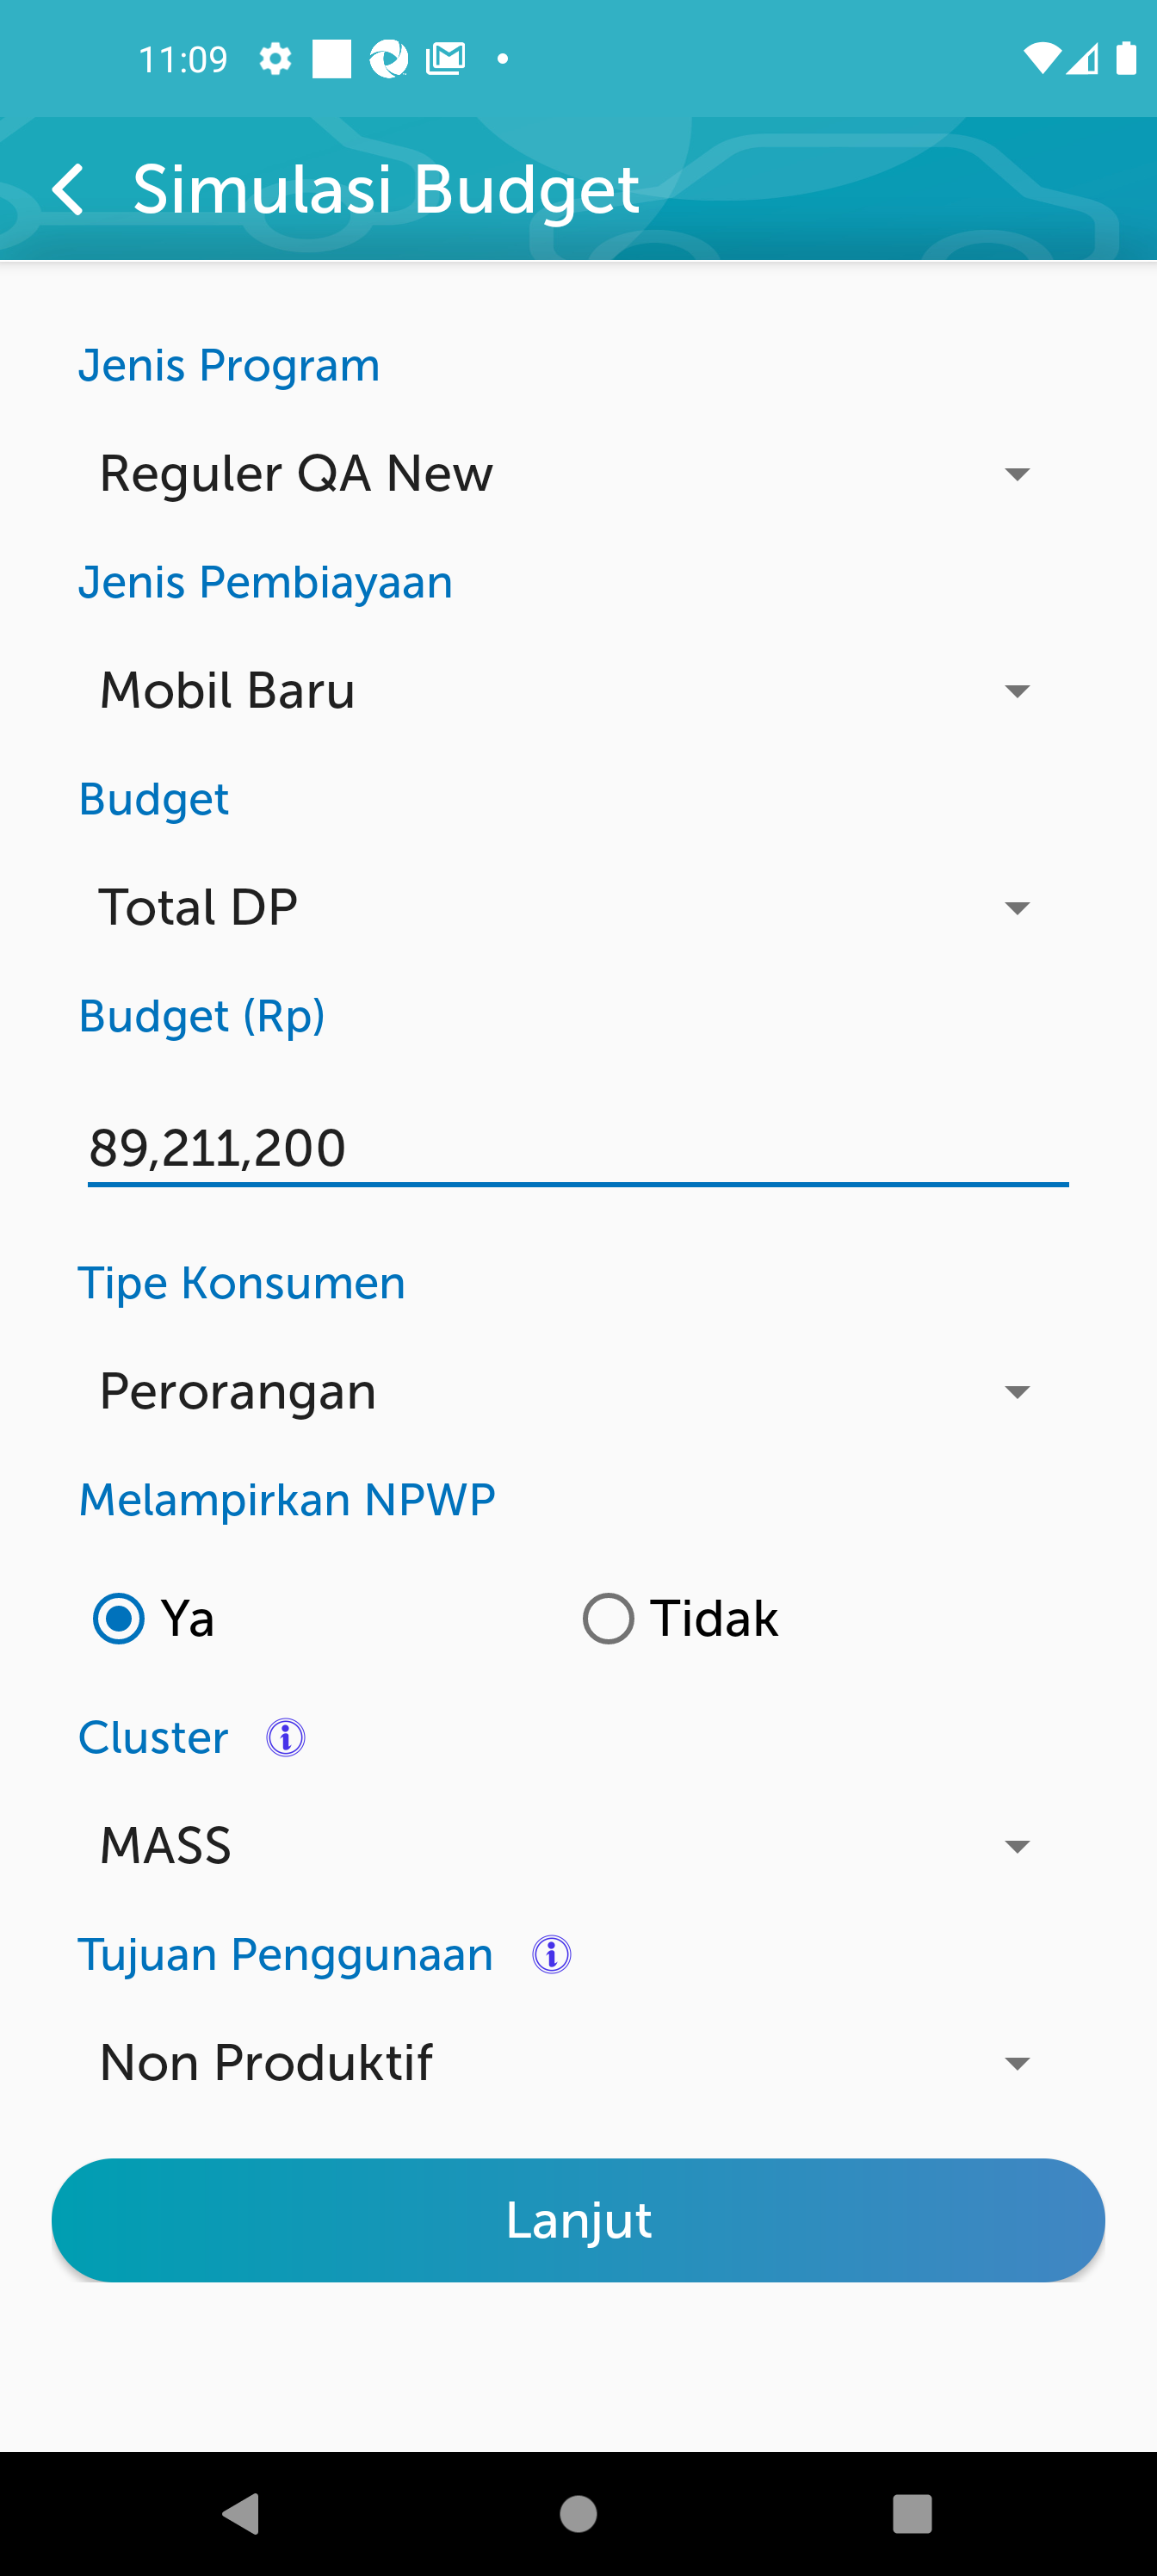 11:09
Simulasi Budget
Jenis Program
Reguler QA New
Jenis Pembiayaan
Mobil Baru
Budget
Total DP
Budget (Rp)
89,211,200
Tipe Konsumen
Perorangan
Melampirkan NPWP
Ya Tidak
Cluster
MASS
Tujuan Penggunaan
Non Produktif
Lanjut